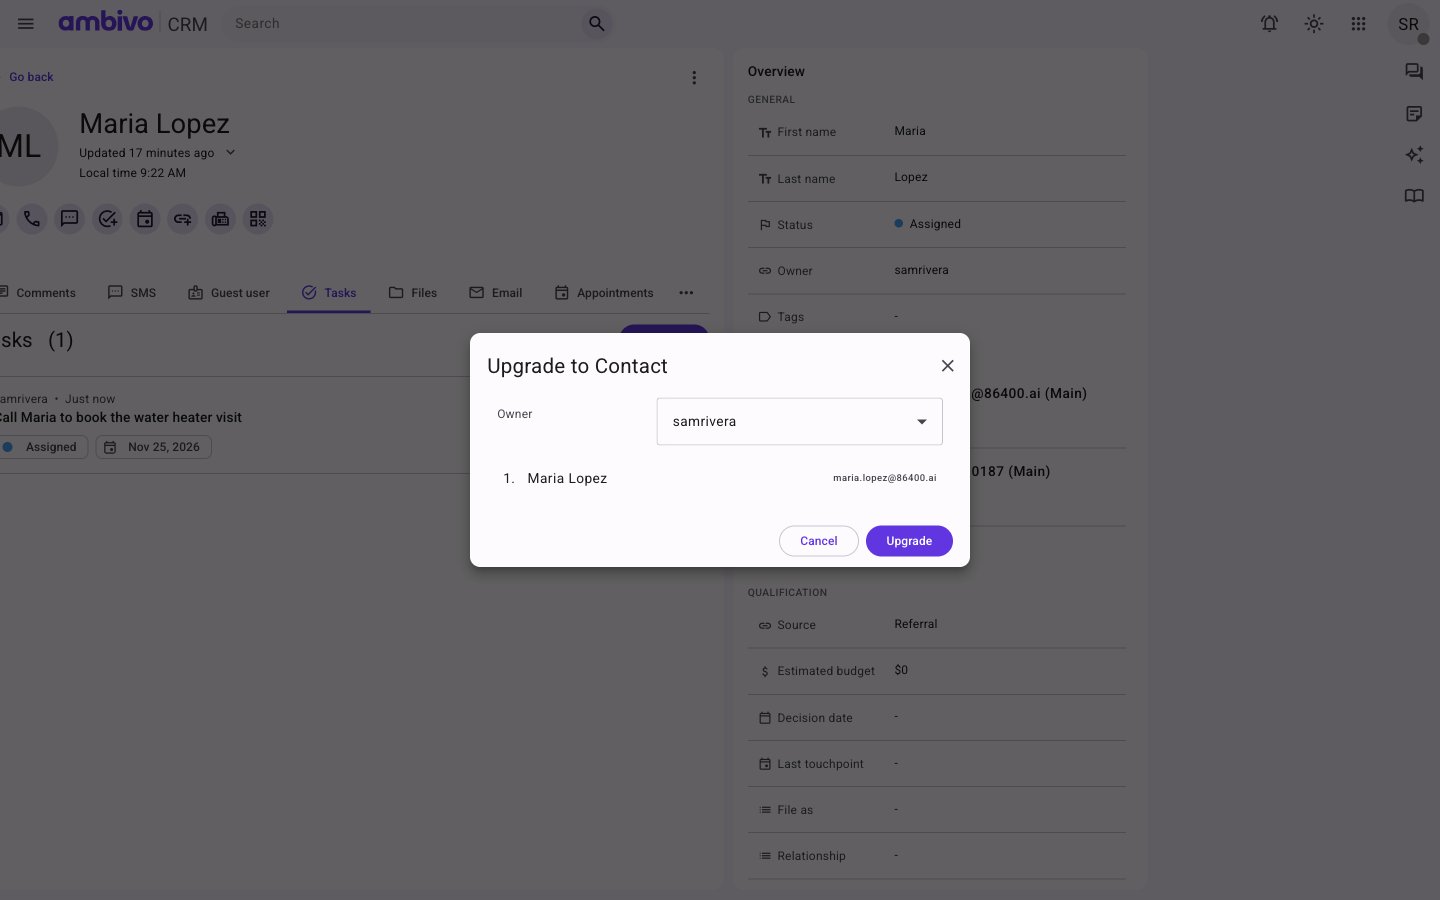 ambivo CRM
Search
SR
Go back
ML
Maria Lopez
Updated 17 minutes ago
Local time 9:22 AM
Comments
SMS
Guest user
Tasks
Files
Email
Appointments
sks (1)
amrivera • Just now
Call Maria to book the water heater visit
Assigned
Nov 25, 2026
Overview
GENERAL
First name Maria
Last name Lopez
Status Assigned
Owner samrivera
Tags -
@86400.ai (Main)
0187 (Main)
QUALIFICATION
Source Referral
Estimated budget $0
Decision date -
Last touchpoint -
File as -
Relationship -
Upgrade to Contact
Owner samrivera
1. Maria Lopez maria.lopez@86400.ai
Cancel
Upgrade